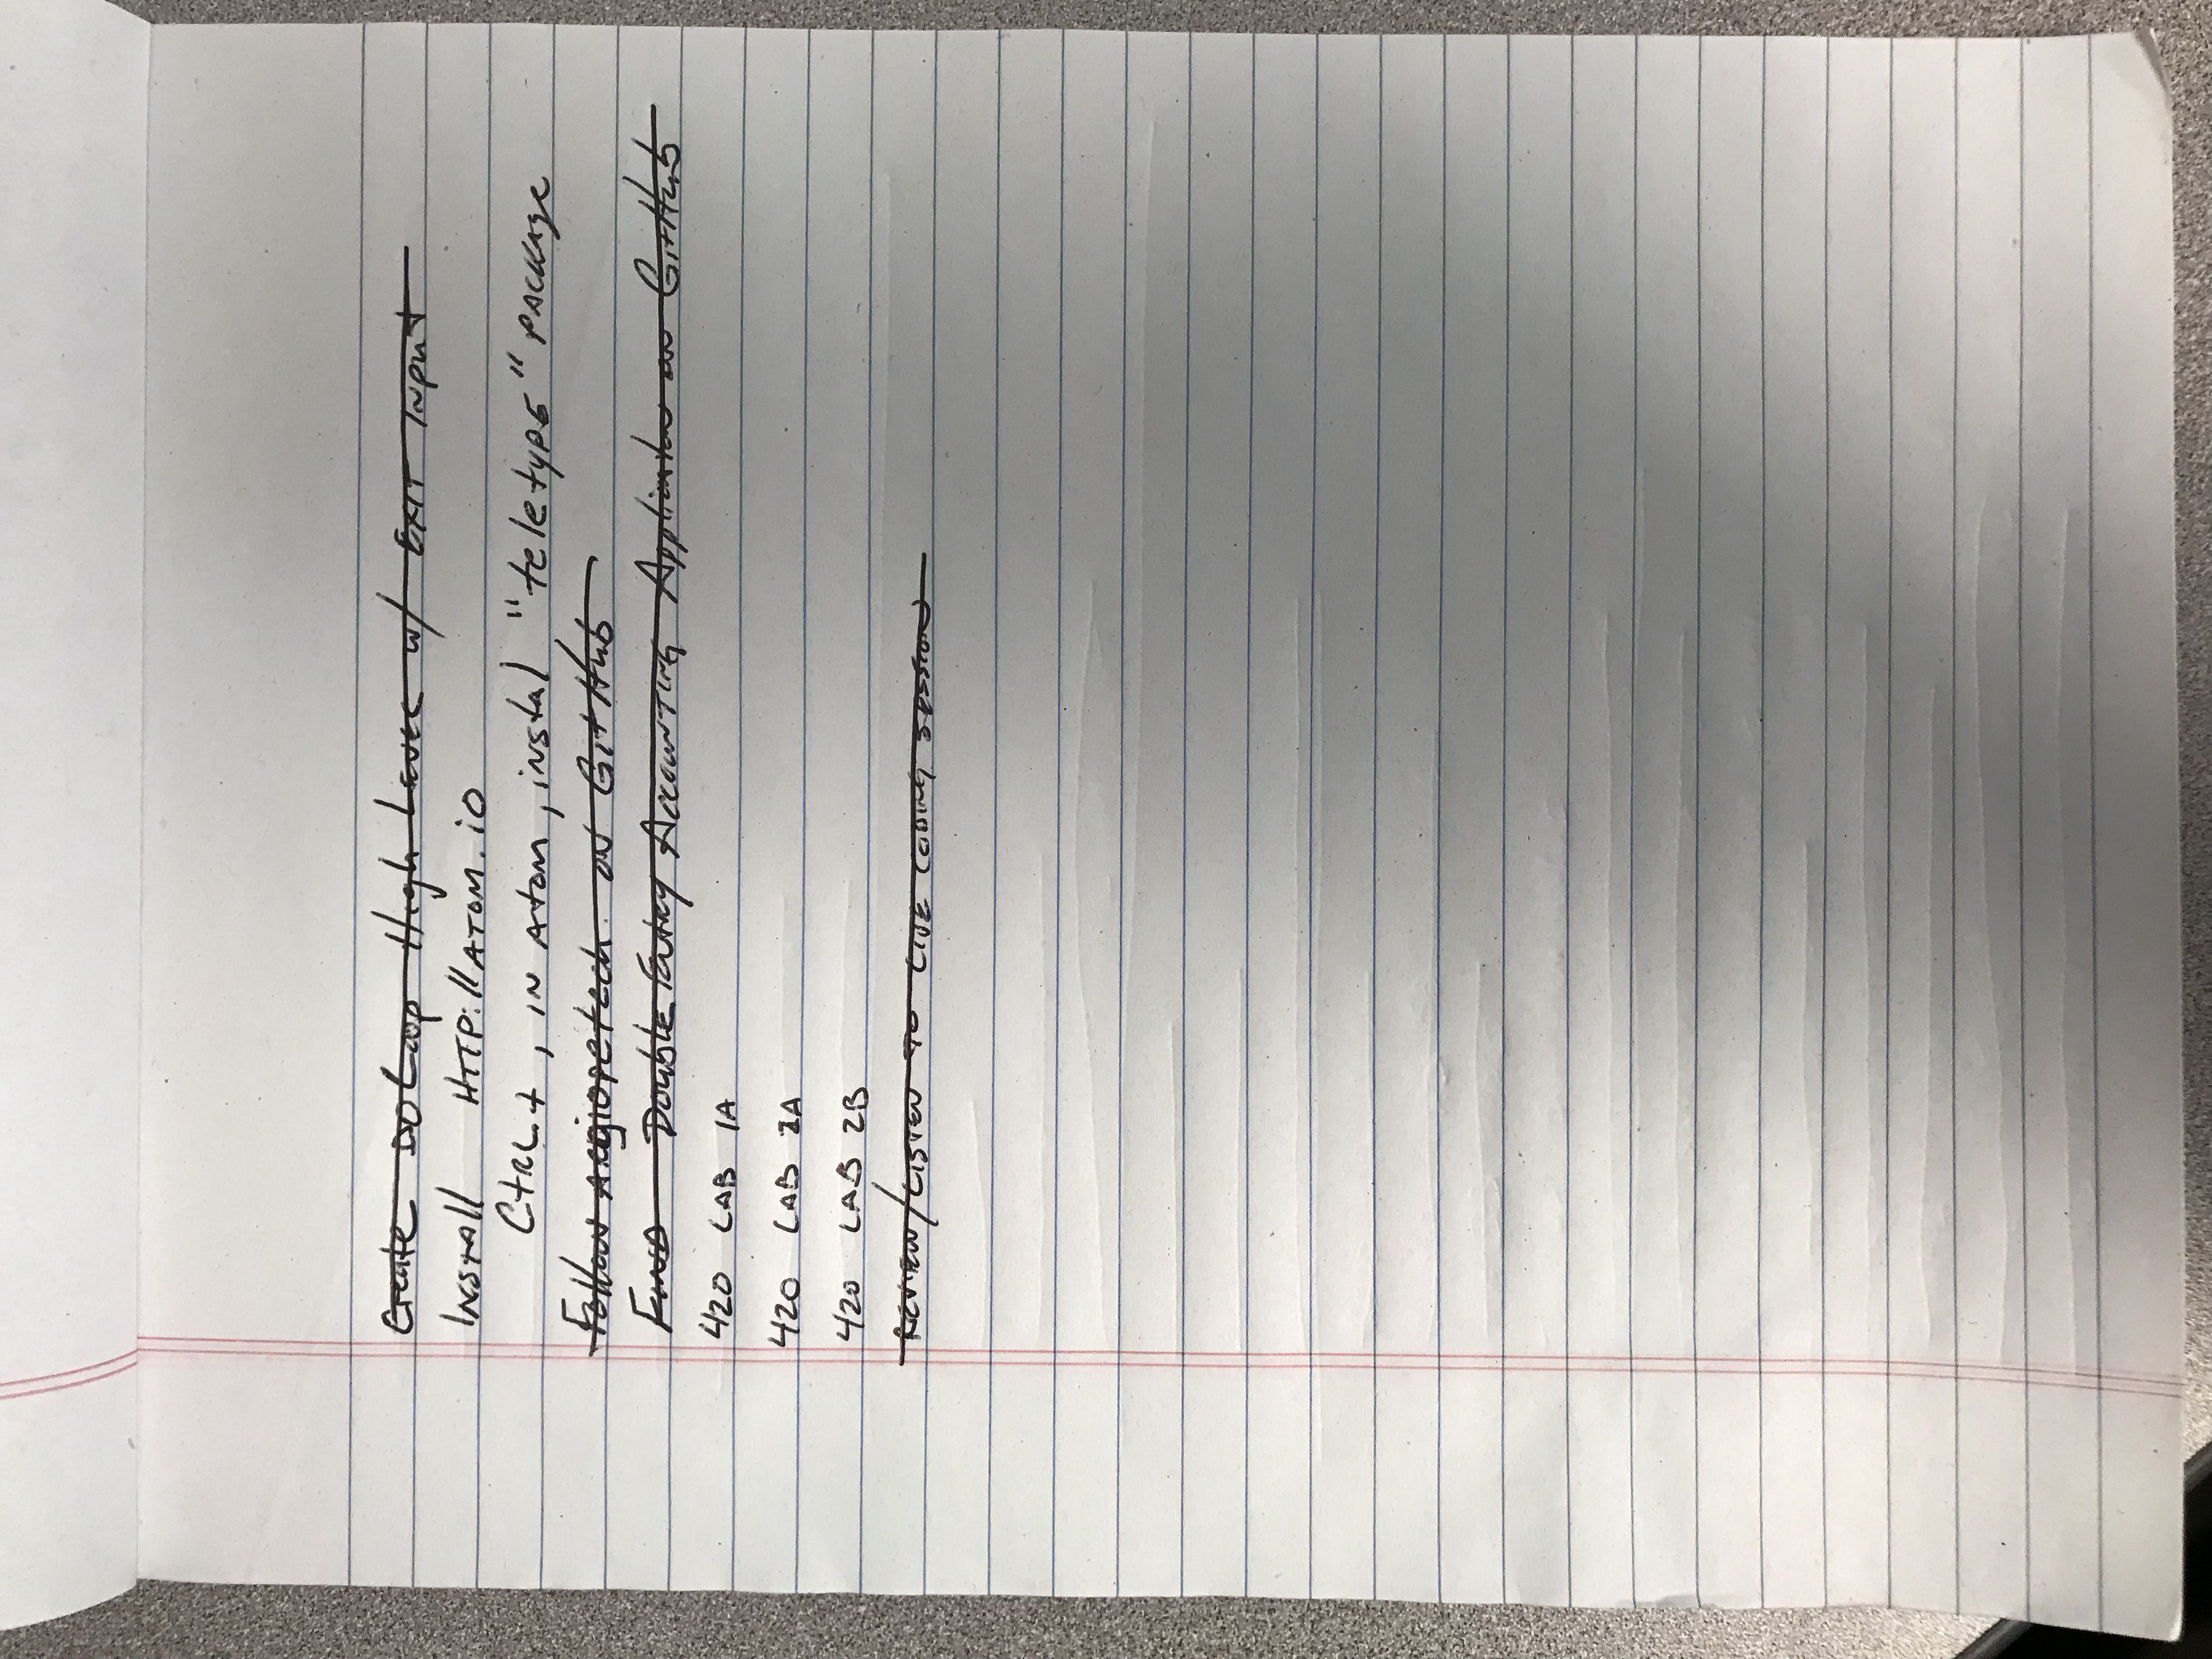 Create DO Loop High Level w/ EXIT INput
INstall HTTP://ATOM.iO
CtRL + , IN Atom, instal "teletype" PACKAge
Follow argiopetech on GitHub
FIND Double Entry Accounting Application on GitHub
420 LAB 1A
420 LAB 2A
420 LAB 2B
REVIEW/LISTEN TO LIVE CODING SESSION